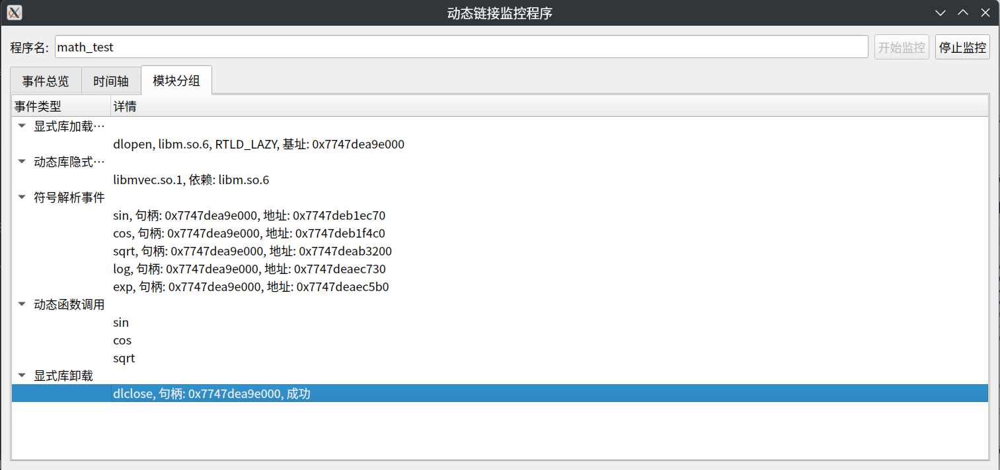 动态链接监控程序
程序名: math_test 开始监控 停止监控
事件总览 时间轴 模块分组
事件类型 详情
显式库加载…
dlopen, libm.so.6, RTLD_LAZY, 基址: 0x7747dea9e000
动态库隐式…
libmvec.so.1, 依赖: libm.so.6
符号解析事件
sin, 句柄: 0x7747dea9e000, 地址: 0x7747deb1ec70
cos, 句柄: 0x7747dea9e000, 地址: 0x7747deb1f4c0
sqrt, 句柄: 0x7747dea9e000, 地址: 0x7747deab3200
log, 句柄: 0x7747dea9e000, 地址: 0x7747deaec730
exp, 句柄: 0x7747dea9e000, 地址: 0x7747deaec5b0
动态函数调用
sin
cos
sqrt
显式库卸载
dlclose, 句柄: 0x7747dea9e000, 成功